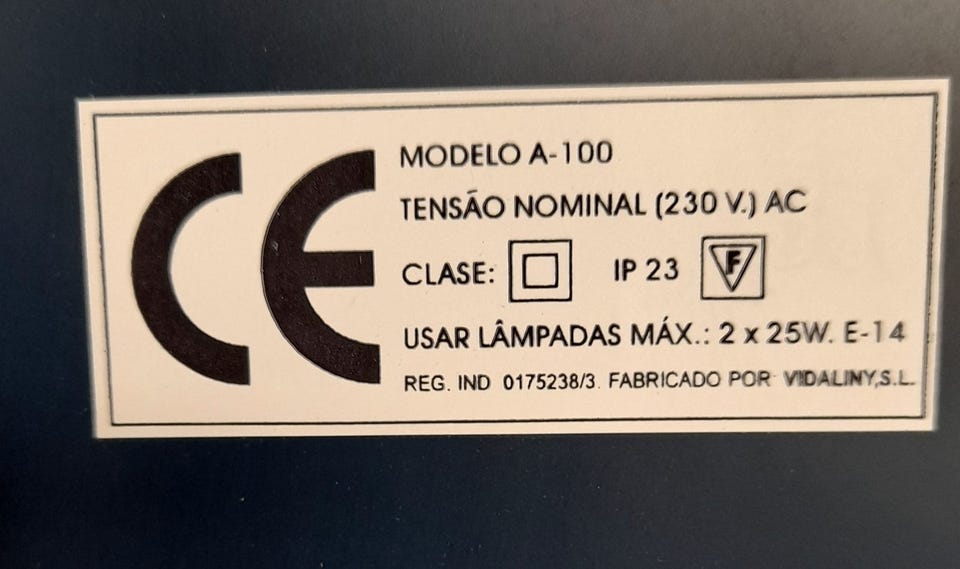 CE
MODELO A-100
TENSÃO NOMINAL (230 V.) AC
CLASE: IP 23 F
USAR LÂMPADAS MÁX.: 2 x 25W. E-14
REG. IND 0175238/3. FABRICADO POR VIDALINY,S.L.